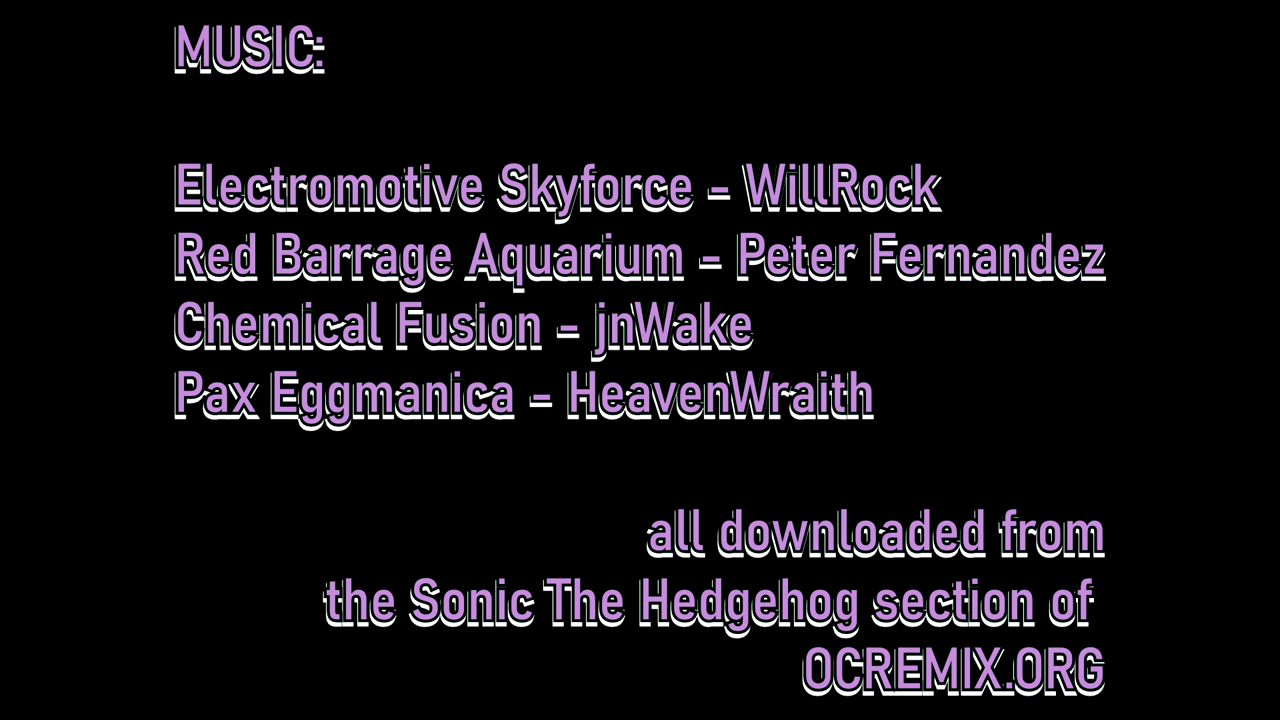 MUSIC:
Electromotive Skyforce - WillRock
Red Barrage Aquarium - Peter Fernandez
Chemical Fusion - jnWake
Pax Eggmanica - HeavenWraith
all downloaded from
the Sonic The Hedgehog section of
OCREMIX.ORG